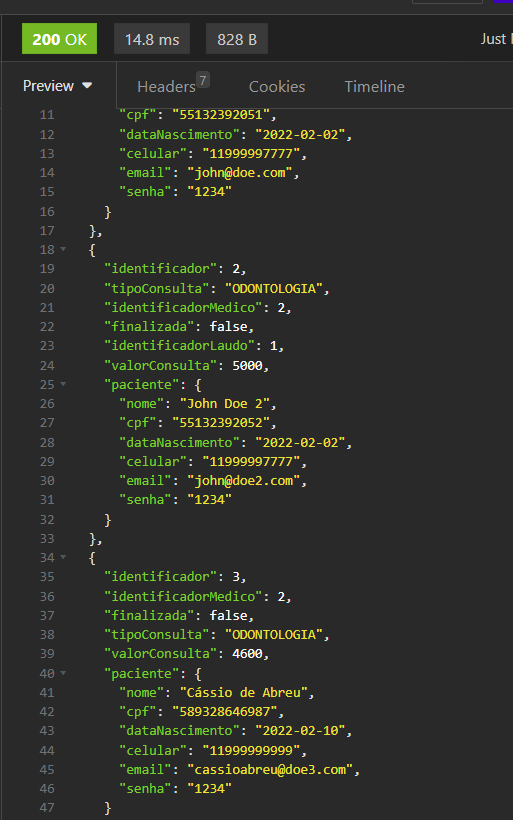 200 OK 14.8 ms 828 B Just
Preview Headers 7 Cookies Timeline
11 "cpf": "55132392051",
12 "dataNascimento": "2022-02-02",
13 "celular": "11999997777",
14 "email": "john@doe.com",
15 "senha": "1234"
16 }
17 },
18 {
19 "identificador": 2,
20 "tipoConsulta": "ODONTOLOGIA",
21 "identificadorMedico": 2,
22 "finalizada": false,
23 "identificadorLaudo": 1,
24 "valorConsulta": 5000,
25 "paciente": {
26 "nome": "John Doe 2",
27 "cpf": "55132392052",
28 "dataNascimento": "2022-02-02",
29 "celular": "11999997777",
30 "email": "john@doe2.com",
31 "senha": "1234"
32 }
33 },
34 {
35 "identificador": 3,
36 "identificadorMedico": 2,
37 "finalizada": false,
38 "tipoConsulta": "ODONTOLOGIA",
39 "valorConsulta": 4600,
40 "paciente": {
41 "nome": "Cássio de Abreu",
42 "cpf": "589328646987",
43 "dataNascimento": "2022-02-10",
44 "celular": "11999999999",
45 "email": "cassioabreu@doe3.com",
46 "senha": "1234"
47 }